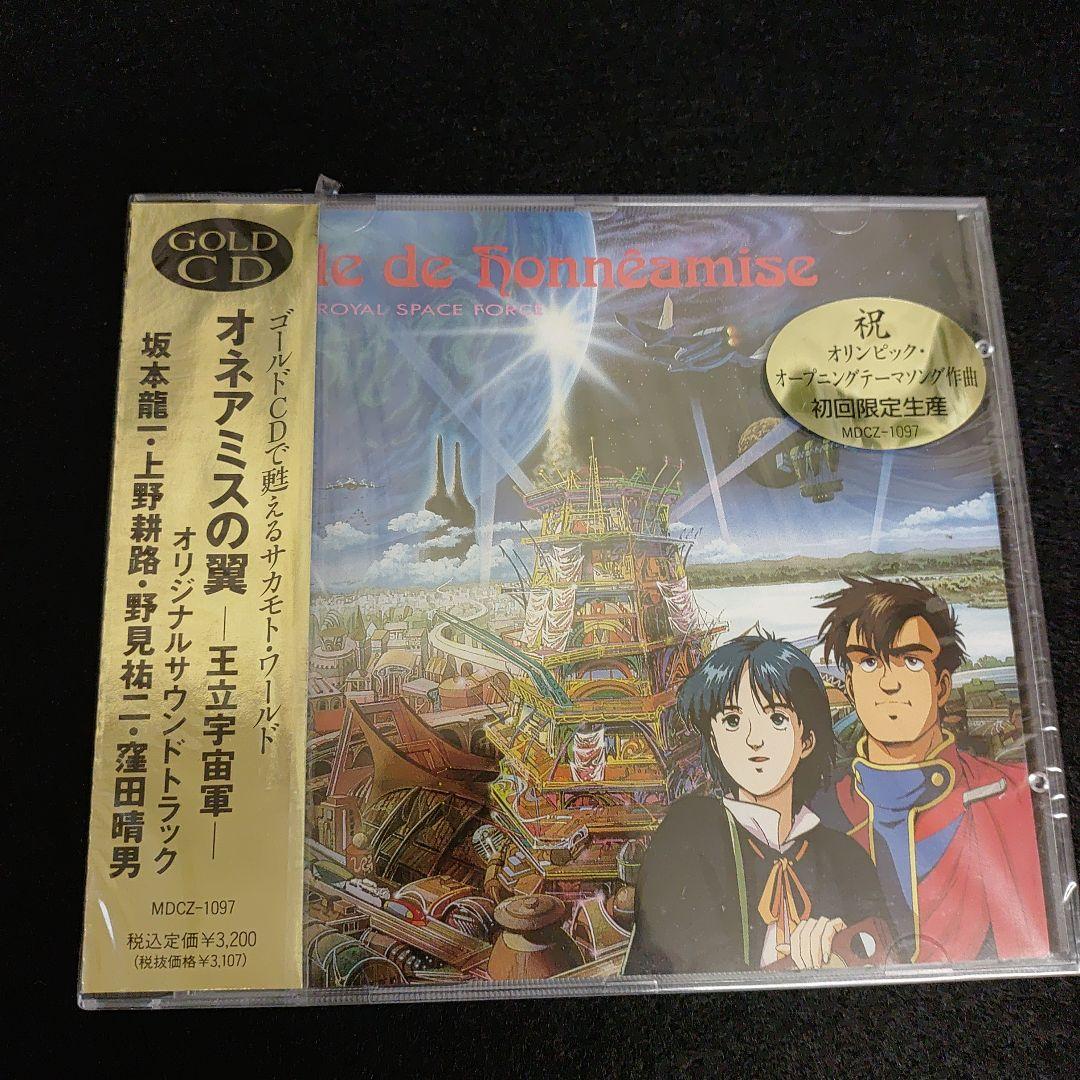 GOLD
CD
ゴールドCDで甦えるサカモト・ワールド
オネアミスの翼
―王立宇宙軍―
オリジナルサウンドトラック
坂本龍一・上野耕路・野見祐二・窪田晴男
MDCZ-1097
税込定価¥3,200
(税抜価格¥3,107)
le de Honnêamise
ROYAL SPACE FORCE
祝
オリンピック・
オープニングテーマソング作曲
初回限定生産
MDCZ-1097